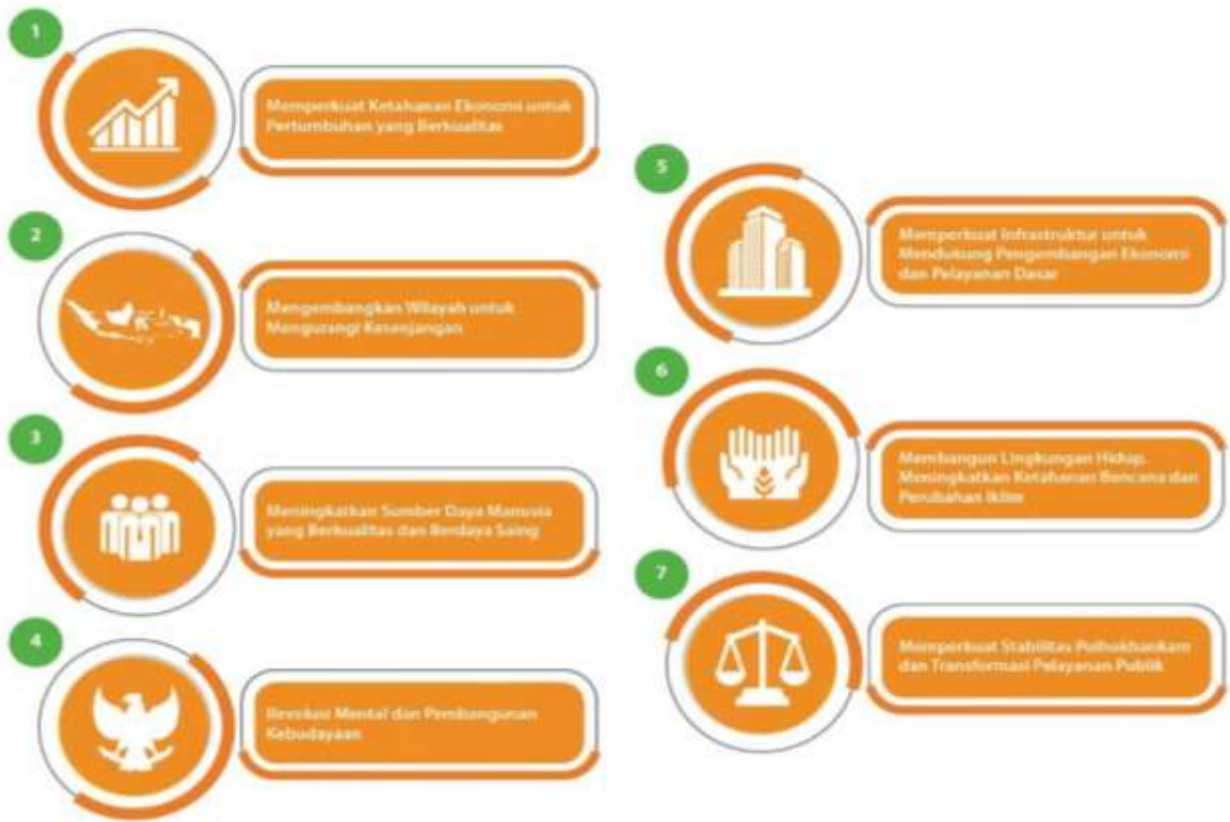 1
Memperkuat Ketahanan Ekonomi untuk
Pertumbuhan yang Berkualitas
2
Mengembangkan Wilayah untuk
Mengurangi Kesenjangan
3
Meningkatkan Sumber Daya Manusia
yang Berkualitas dan Berdaya Saing
4
Revolusi Mental dan Pembangunan
Kebudayaan
5
Memperkuat Infrastruktur untuk
Mendukung Pengembangan Ekonomi
dan Pelayanan Dasar
6
Membangun Lingkungan Hidup,
Meningkatkan Ketahanan Bencana dan
Perubahan Iklim
7
Memperkuat Stabilitas Polhukhankam
dan Transformasi Pelayanan Publik